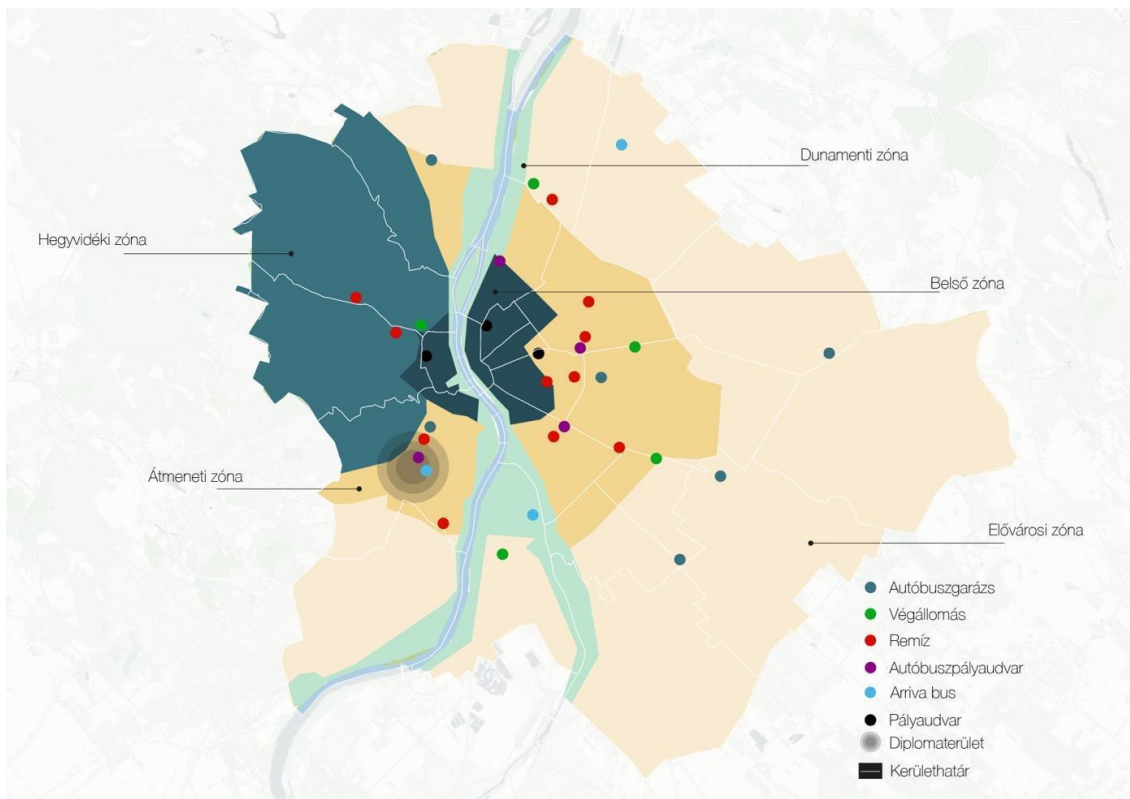 Dunamenti zóna
Hegyvidéki zóna
Belső zóna
Átmeneti zóna
Elővárosi zóna
Autóbuszgarázs
Végállomás
Remíz
Autóbuszpályaudvar
Arriva bus
Pályaudvar
Diplomaterület
Kerülethatár